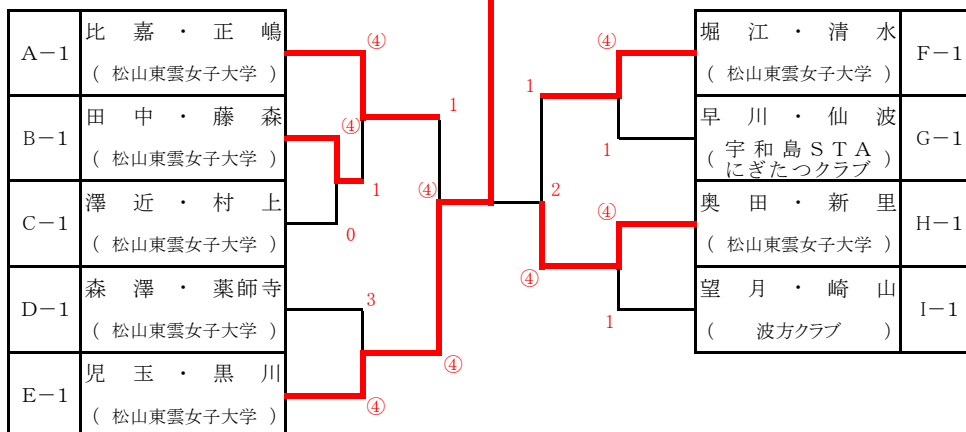 A－1
比　嘉　・　正　嶋
（ 松山東雲女子大学 ）
B－1
田　中　・　藤　森
（ 松山東雲女子大学 ）
C－1
澤　近　・　村　上
（ 松山東雲女子大学 ）
D－1
森　澤　・　薬師寺
（ 松山東雲女子大学 ）
E－1
児　玉　・　黒　川
（ 松山東雲女子大学 ）
④
④
1
0
3
④
1
④
④
④
1
④
1
1
④
2
堀　江　・　清　水
（ 松山東雲女子大学 ）
F－1
早　川　・　仙　波
（ 宇和島ＳＴＡ
にぎたつクラブ ）
G－1
奥　田　・　新　里
（ 松山東雲女子大学 ）
H－1
望　月　・　崎　山
（　波方クラブ　）
I－1